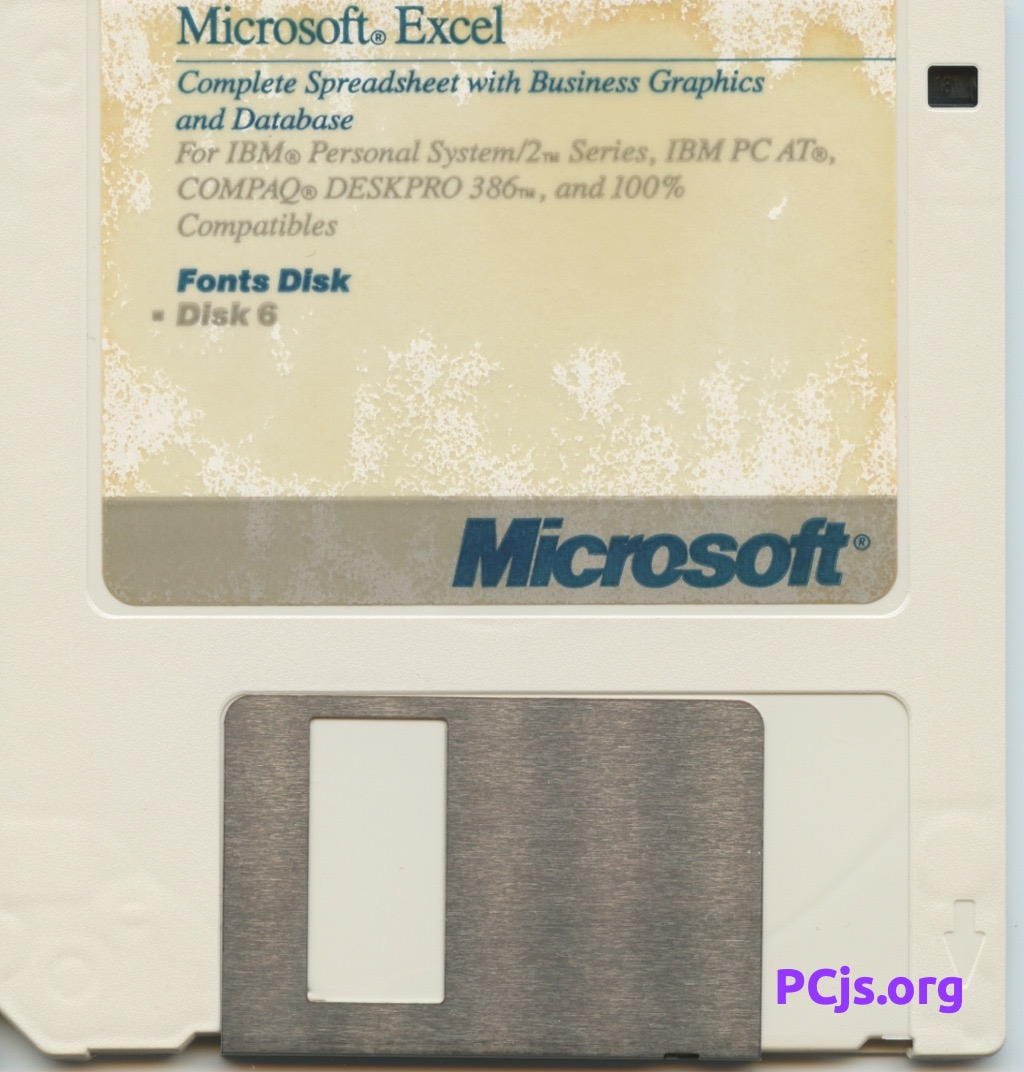 Microsoft® Excel
Complete Spreadsheet with Business Graphics
and Database
For IBM® Personal System/2™ Series, IBM PC AT®,
COMPAQ® DESKPRO 386™, and 100%
Compatibles
Fonts Disk
▪ Disk 6
Microsoft®
PCjs.org